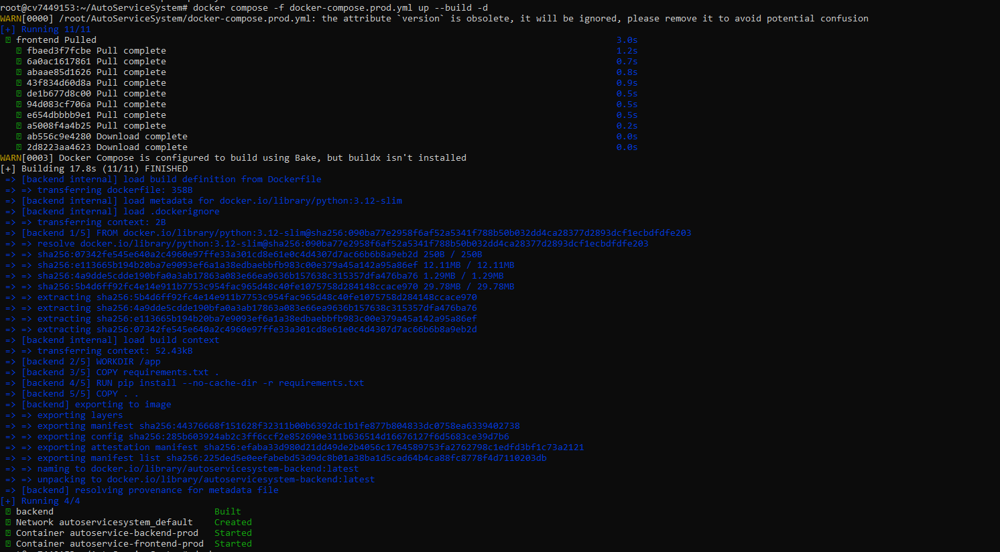 root@cv7449153:~/AutoServiceSystem# docker compose -f docker-compose.prod.yml up --build -d
WARN[0000] /root/AutoServiceSystem/docker-compose.prod.yml: the attribute `version` is obsolete, it will be ignored, please remove it to avoid potential confusion
[+] Running 11/11
frontend Pulled 3.0s
fbaed3f7fcbe Pull complete 1.2s
6a0ac1617861 Pull complete 0.7s
abaae85d1626 Pull complete 0.8s
43f834d60d8a Pull complete 0.9s
de1b677d8c00 Pull complete 0.5s
94d083cf706a Pull complete 0.5s
e654dbbbb9e1 Pull complete 0.5s
a5008f4a4b25 Pull complete 0.2s
ab556c9e4280 Download complete 0.0s
2d8223aa4623 Download complete 0.0s
WARN[0003] Docker Compose is configured to build using Bake, but buildx isn't installed
[+] Building 17.8s (11/11) FINISHED
=> [backend internal] load build definition from Dockerfile
=> => transferring dockerfile: 358B
=> [backend internal] load metadata for docker.io/library/python:3.12-slim
=> [backend internal] load .dockerignore
=> => transferring context: 2B
=> [backend 1/5] FROM docker.io/library/python:3.12-slim@sha256:090ba77e2958f6af52a5341f788b50b032dd4ca28377d2893dcf1ecbdfdfe203
=> => resolve docker.io/library/python:3.12-slim@sha256:090ba77e2958f6af52a5341f788b50b032dd4ca28377d2893dcf1ecbdfdfe203
=> => sha256:07342fe545e640a2c4960e97ffe33a301cd8e61e0c4d4307d7ac66b6b8a9eb2d 250B / 250B
=> => sha256:e113665b194b20ba7e9093ef6a1a38edbaebbfb983c00e379a45a142a95a86ef 12.11MB / 12.11MB
=> => sha256:4a9dde5cdde190bfa0a3ab17863a083e66ea9636b157638c315357dfa476ba76 1.29MB / 1.29MB
=> => sha256:5b4d6ff92fc4e14e911b7753c954fac965d48c40fe1075758d284148ccace970 29.78MB / 29.78MB
=> => extracting sha256:5b4d6ff92fc4e14e911b7753c954fac965d48c40fe1075758d284148ccace970
=> => extracting sha256:4a9dde5cdde190bfa0a3ab17863a083e66ea9636b157638c315357dfa476ba76
=> => extracting sha256:e113665b194b20ba7e9093ef6a1a38edbaebbfb983c00e379a45a142a95a86ef
=> => extracting sha256:07342fe545e640a2c4960e97ffe33a301cd8e61e0c4d4307d7ac66b6b8a9eb2d
=> [backend internal] load build context
=> => transferring context: 52.43kB
=> [backend 2/5] WORKDIR /app
=> [backend 3/5] COPY requirements.txt .
=> [backend 4/5] RUN pip install --no-cache-dir -r requirements.txt
=> [backend 5/5] COPY . .
=> [backend] exporting to image
=> => exporting layers
=> => exporting manifest sha256:44376668f151628f32311b00b6392dc1b1fe877b804833dc0758ea6339402738
=> => exporting config sha256:285b603924ab2c3ff6ccf2e852690e311b636514d16676127f6d5683ce39d7b6
=> => exporting attestation manifest sha256:efaba33d980d21dd49de2b4056c1764589753fa2762798c1edfd3bf1c73a2121
=> => exporting manifest list sha256:225ded5e0eefabebd53d9dc8b01a38ba1d5cad64b4ca88fc8778f4d7110203db
=> => naming to docker.io/library/autoservicesystem-backend:latest
=> => unpacking to docker.io/library/autoservicesystem-backend:latest
=> [backend] resolving provenance for metadata file
[+] Running 4/4
backend Built
Network autoservicesystem_default Created
Container autoservice-backend-prod Started
Container autoservice-frontend-prod Started